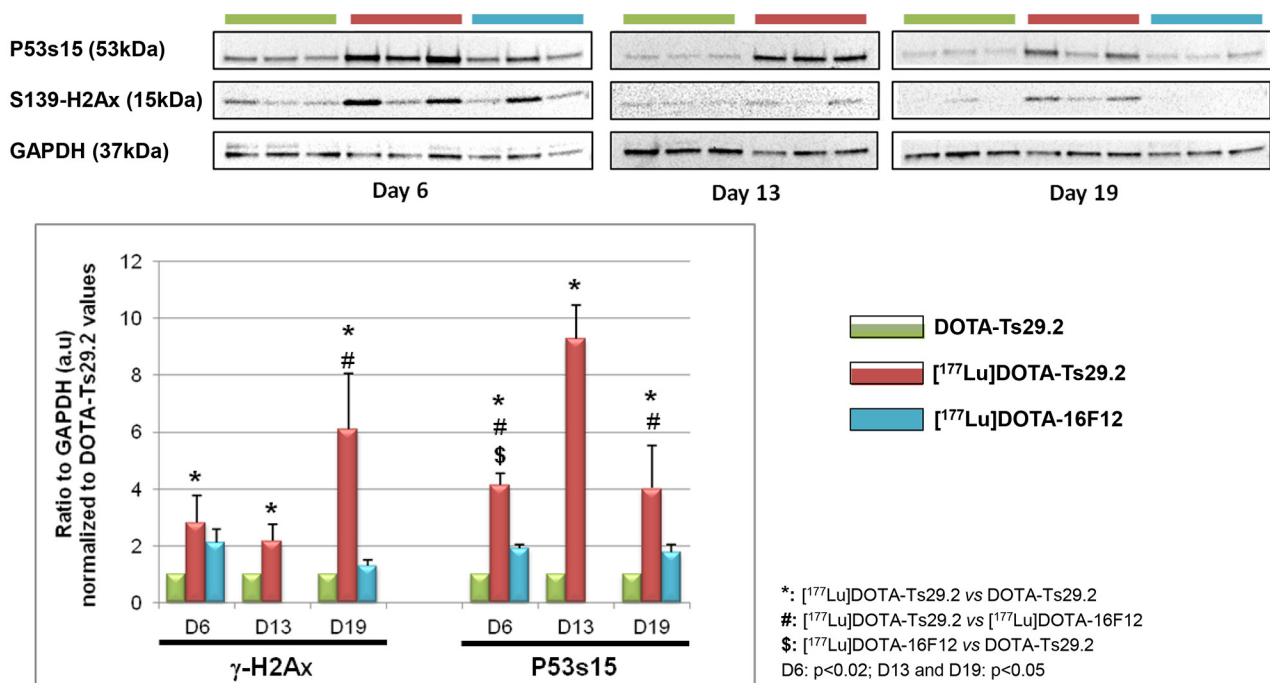 P53s15 (53kDa)
S139-H2Ax (15kDa)
GAPDH (37kDa)
Day 6
Day 13
Day 19
Ratio to GAPDH (a.u)
normalized to DOTA-Ts29.2 values
12
10
8
6
4
2
0
*
*
*
#
*
#
$
*
*
#
D6
D13
D19
D6
D13
D19
γ-H2Ax
P53s15
DOTA-Ts29.2
[¹⁷⁷Lu]DOTA-Ts29.2
[¹⁷⁷Lu]DOTA-16F12
*: [¹⁷⁷Lu]DOTA-Ts29.2 vs DOTA-Ts29.2
#: [¹⁷⁷Lu]DOTA-Ts29.2 vs [¹⁷⁷Lu]DOTA-16F12
$: [¹⁷⁷Lu]DOTA-16F12 vs DOTA-Ts29.2
D6: p<0.02; D13 and D19: p<0.05